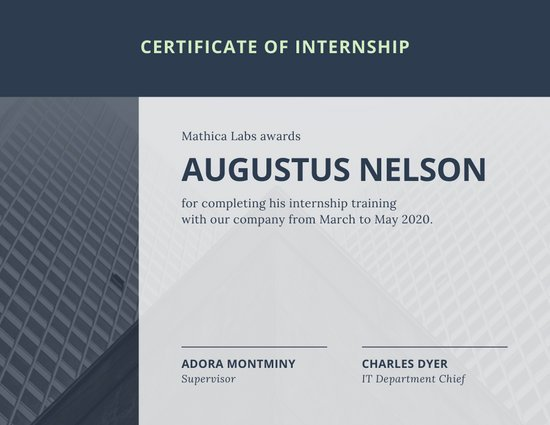 CERTIFICATE OF INTERNSHIP
Mathica Labs awards
AUGUSTUS NELSON
for completing his internship training
with our company from March to May 2020.
ADORA MONTMINY
Supervisor
CHARLES DYER
IT Department Chief